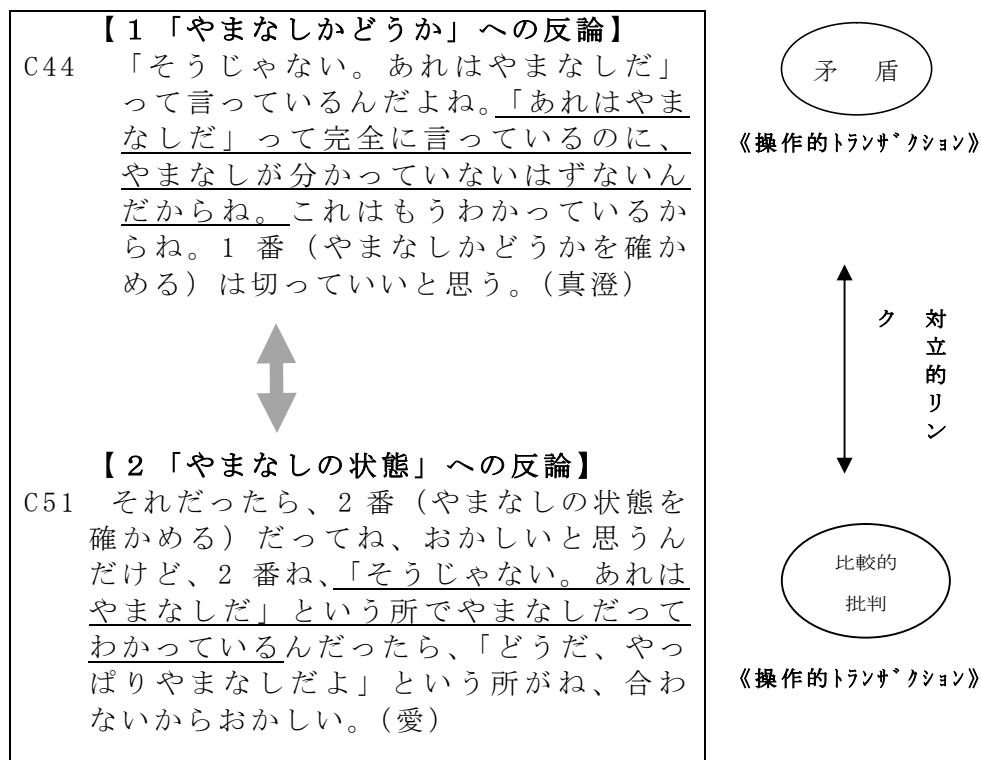 【１「やまなしかどうか」への反論】
C44　「そうじゃない。あれはやまなしだ」
って言っているんだよね。「あれはやま
なしだ」って完全に言っているのに、
やまなしが分かっていないはずないん
だからね。これはもうわかっているか
らね。1 番（やまなしかどうかを確か
める）は切っていいと思う。（真澄）
【２「やまなしの状態」への反論】
C51　それだったら、2 番（やまなしの状態を
確かめる）だってね、おかしいと思うん
だけど、2 番ね、「そうじゃない。あれは
やまなしだ」という所でやまなしだって
わかっているんだったら、「どうだ、やっ
ぱりやまなしだよ」という所がね、合わ
ないからおかしい。（愛）
矛　盾
《操作的ﾄﾗﾝｻﾞｸｼｮﾝ》
対立的リン
ク
比較的
批判
《操作的ﾄﾗﾝｻﾞｸｼｮﾝ》